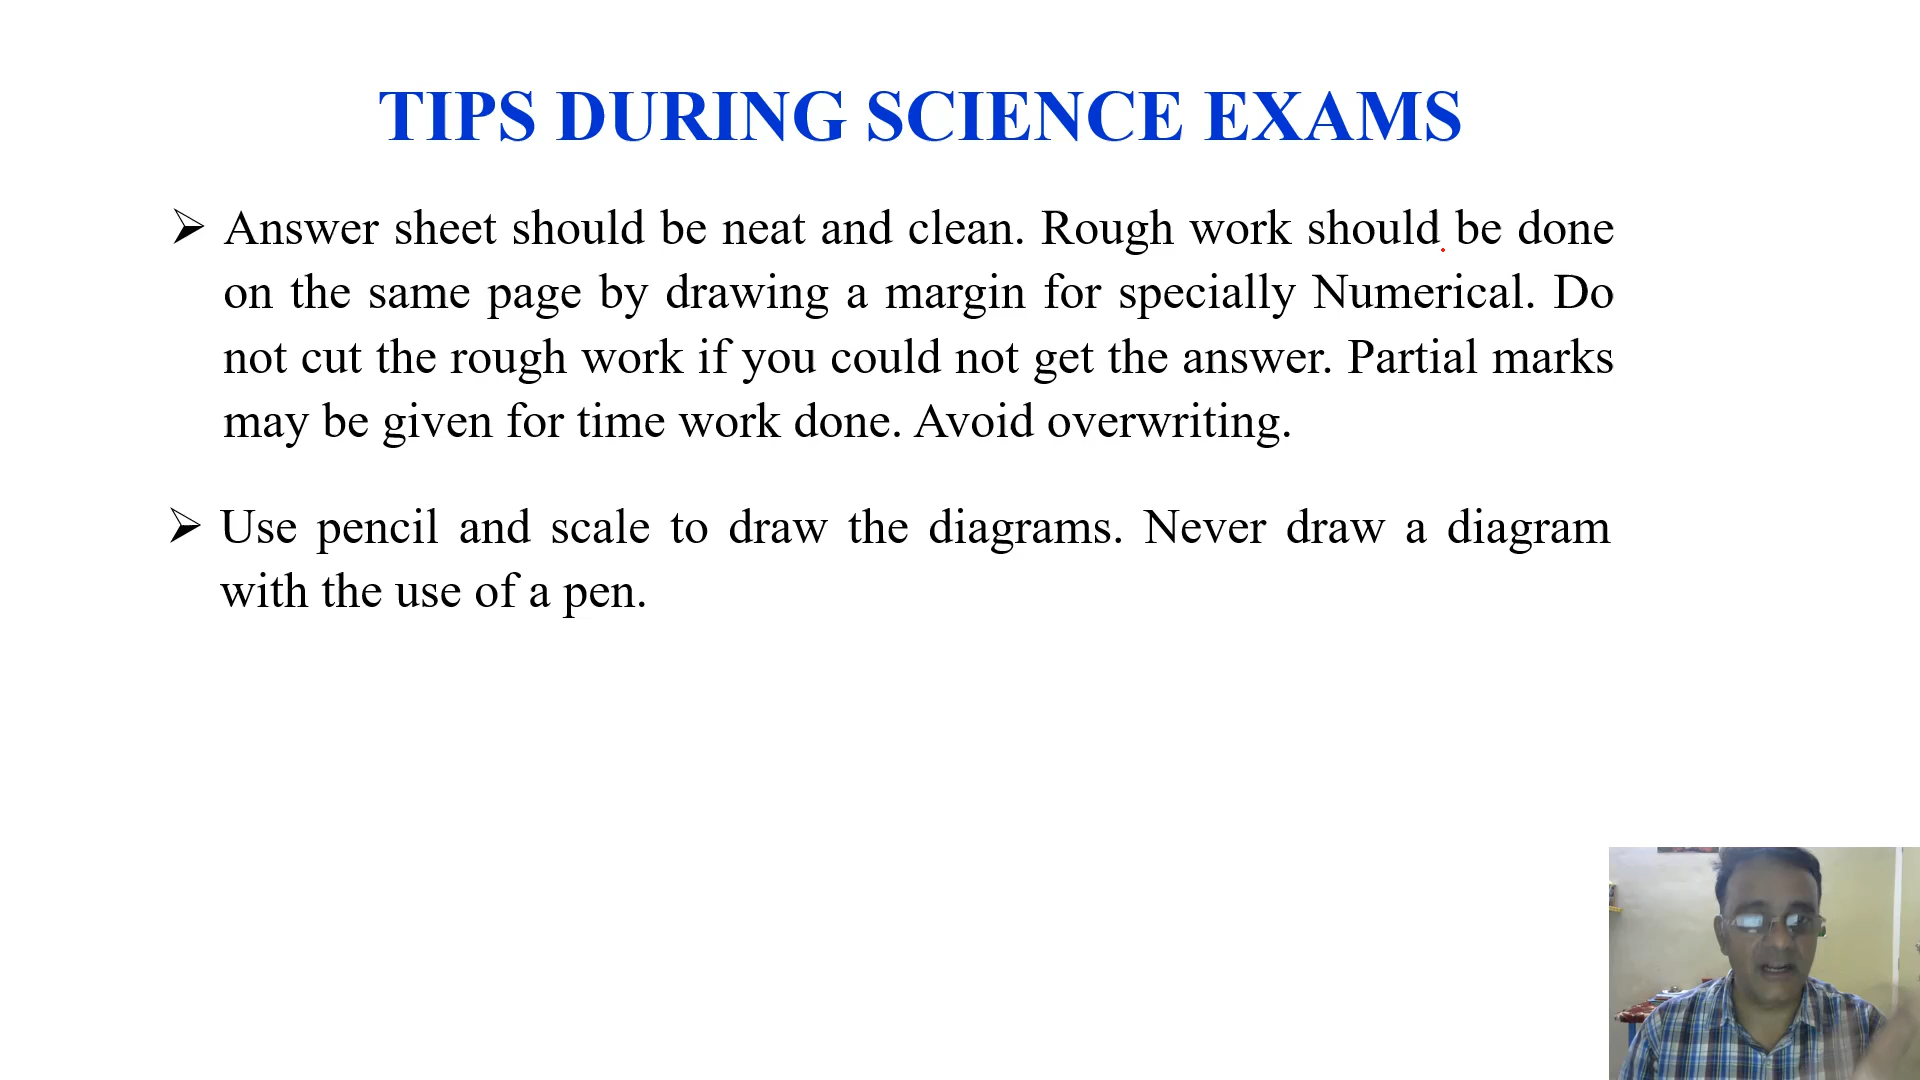 TIPS DURING SCIENCE EXAMS
➢ Answer sheet should be neat and clean. Rough work should be done
on the same page by drawing a margin for specially Numerical. Do
not cut the rough work if you could not get the answer. Partial marks
may be given for time work done. Avoid overwriting.
➢ Use pencil and scale to draw the diagrams. Never draw a diagram
with the use of a pen.